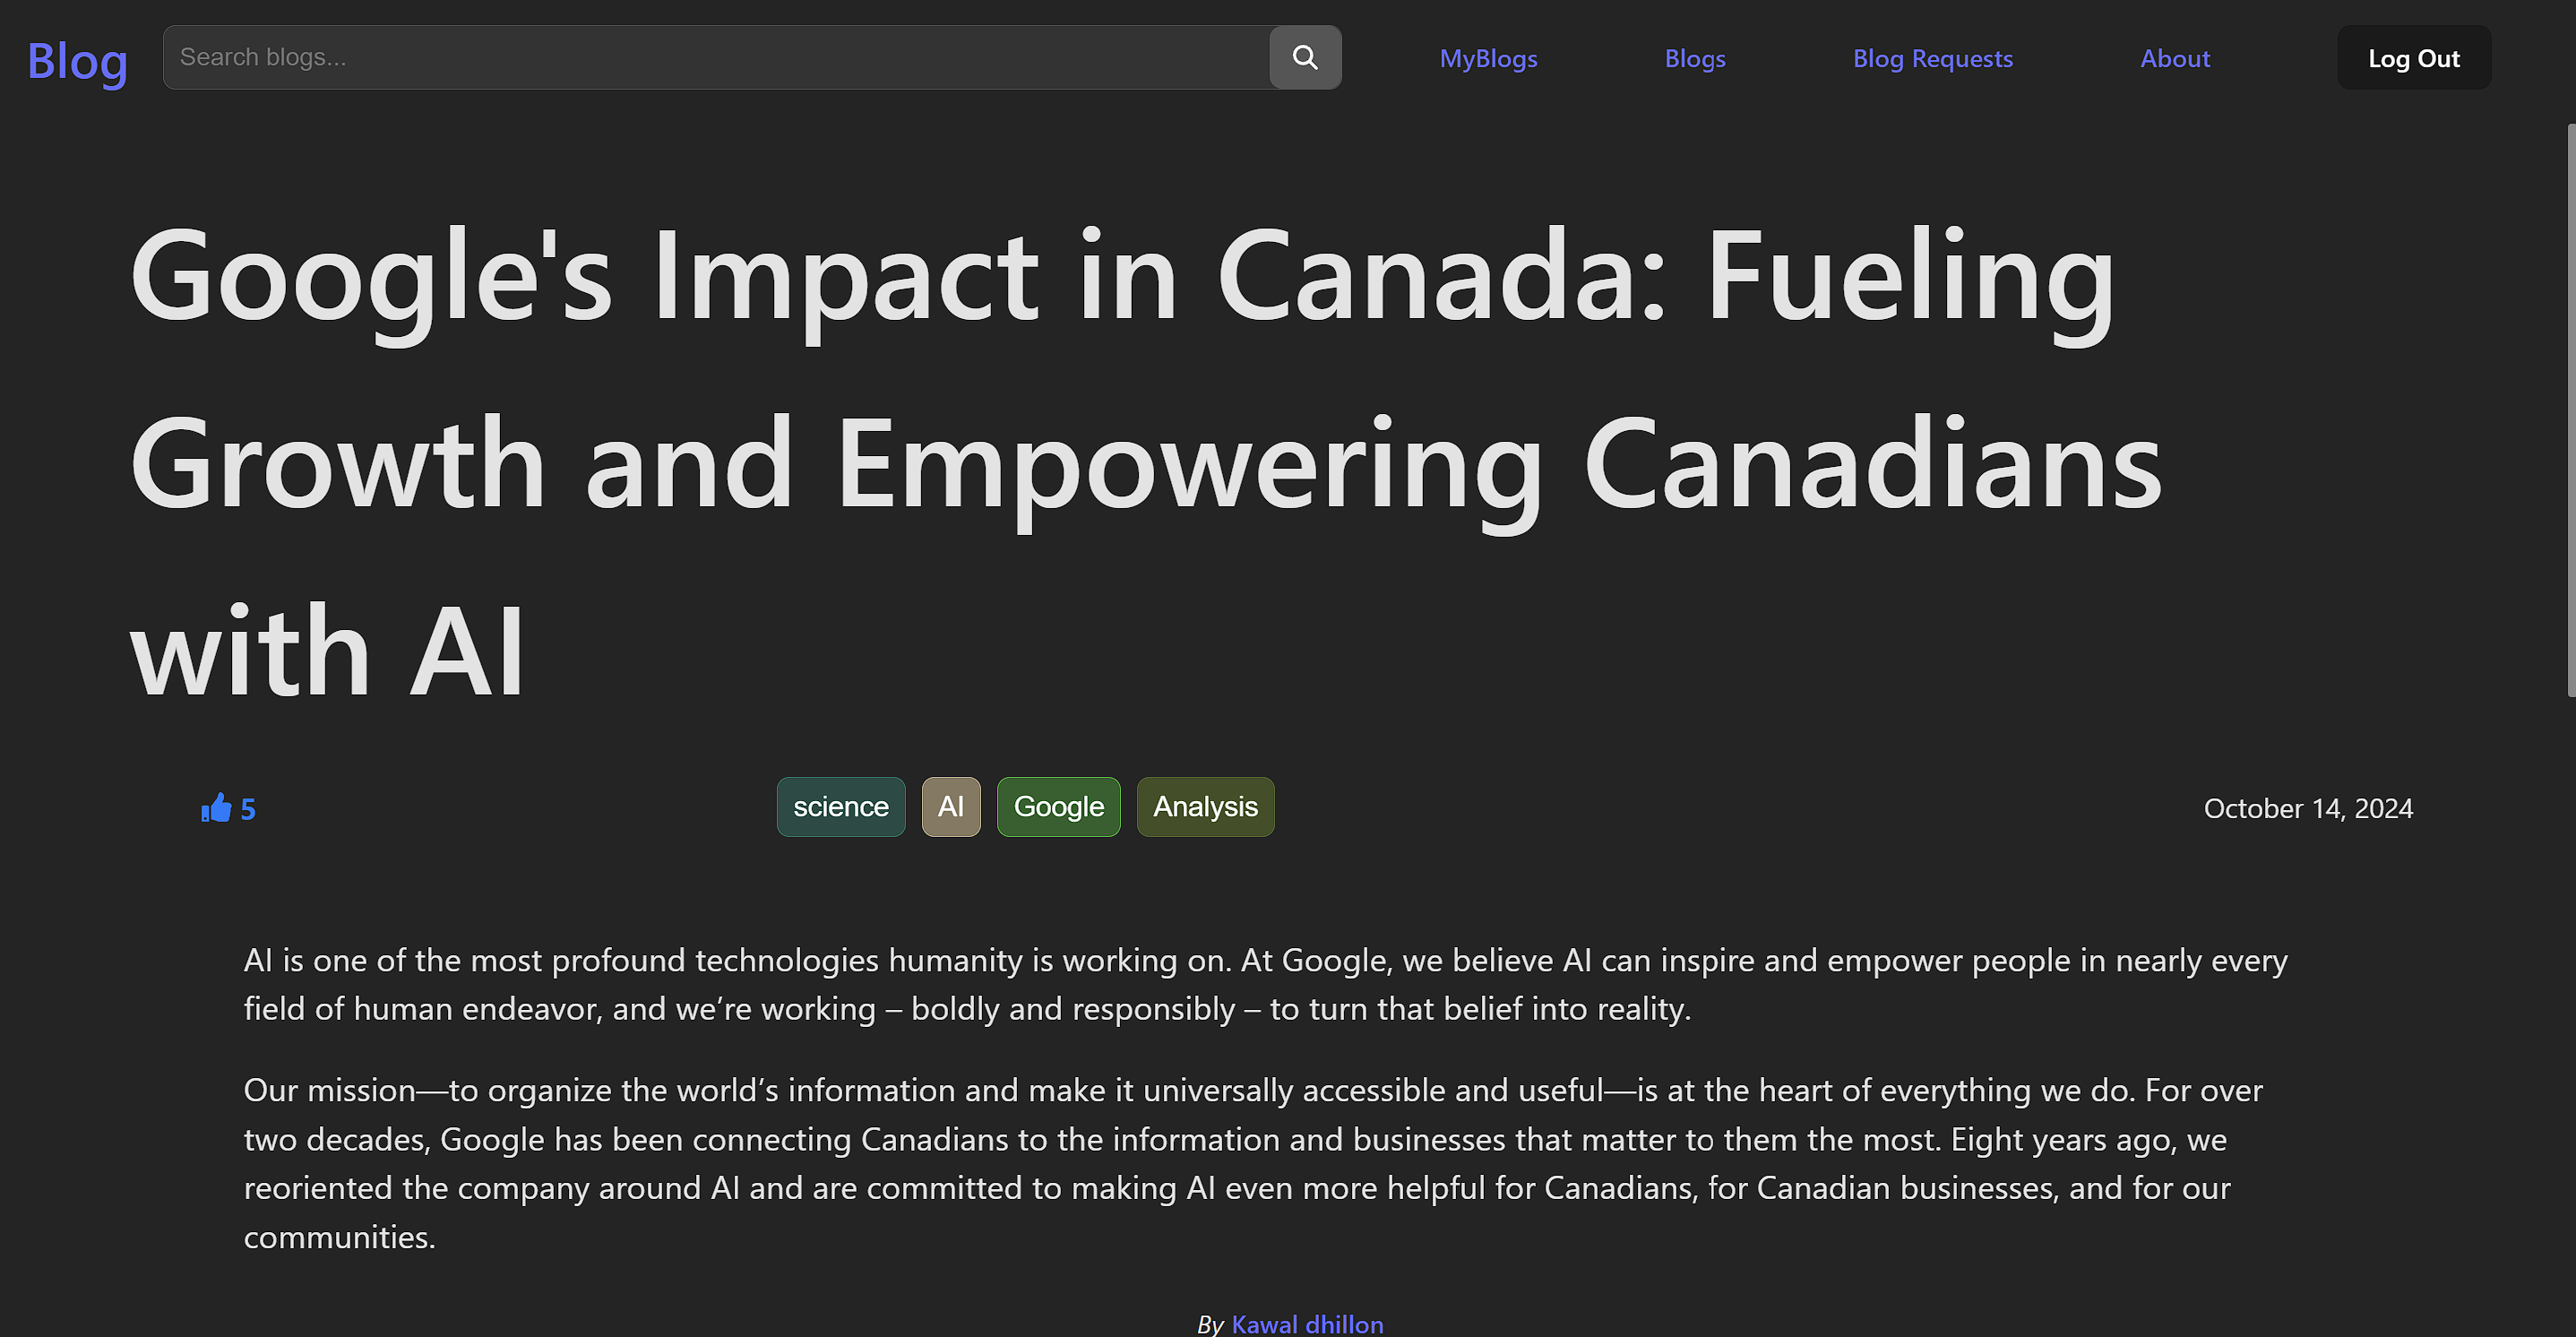 Blog
Search blogs...
MyBlogs
Blogs
Blog Requests
About
Log Out
Google's Impact in Canada: Fueling
Growth and Empowering Canadians
with AI
5
science
AI
Google
Analysis
October 14, 2024
AI is one of the most profound technologies humanity is working on. At Google, we believe AI can inspire and empower people in nearly every
field of human endeavor, and we’re working – boldly and responsibly – to turn that belief into reality.
Our mission—to organize the world’s information and make it universally accessible and useful—is at the heart of everything we do. For over
two decades, Google has been connecting Canadians to the information and businesses that matter to them the most. Eight years ago, we
reoriented the company around AI and are committed to making AI even more helpful for Canadians, for Canadian businesses, and for our
communities.
By Kawal dhillon